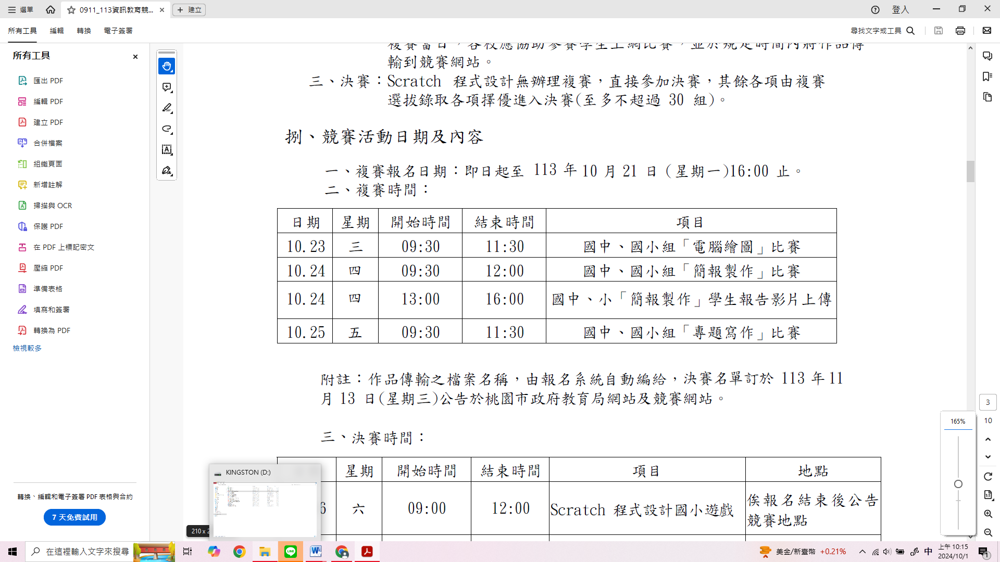 選單
0911_113資訊教育競...
建立
登入
所有工具
編輯
轉換
電子簽署
尋找文字或工具
所有工具
匯出 PDF
編輯 PDF
建立 PDF
合併檔案
組織頁面
新增註解
掃描與 OCR
保護 PDF
在 PDF 上標記密文
壓縮 PDF
準備表格
填寫和簽署
轉換為 PDF
檢視較多
轉換、編輯和電子簽署 PDF 表格與合約
7 天免費試用
複賽當日，各校應協助參賽學生上網比賽，並於規定時間內將作品傳
輸到競賽網站。
三、決賽：Scratch 程式設計無辦理複賽，直接參加決賽，其餘各項由複賽
選拔錄取各項擇優進入決賽(至多不超過 30 組)。
捌、競賽活動日期及內容
一、複賽報名日期：即日起至 113 年 10 月 21 日 (星期一)16:00 止。
二、複賽時間：
日期 星期 開始時間 結束時間 項目
10.23 三 09:30 11:30 國中、國小組「電腦繪圖」比賽
10.24 四 09:30 12:00 國中、國小組「簡報製作」比賽
10.24 四 13:00 16:00 國中、小「簡報製作」學生報告影片上傳
10.25 五 09:30 11:30 國中、國小組「專題寫作」比賽
附註：作品傳輸之檔案名稱，由報名系統自動編給，決賽名單訂於 113 年 11
月 13 日(星期三)公告於桃園市政府教育局網站及競賽網站。
三、決賽時間：
星期 開始時間 結束時間 項目 地點
6 六 09:00 12:00 Scratch 程式設計國小遊戲 俟報名結束後公告
競賽地點
KINGSTON (D:)
210 x 2
3
10
165%
在這裡輸入文字來搜尋
美金/新臺幣 +0.21%
中
上午 10:15
2024/10/1
1